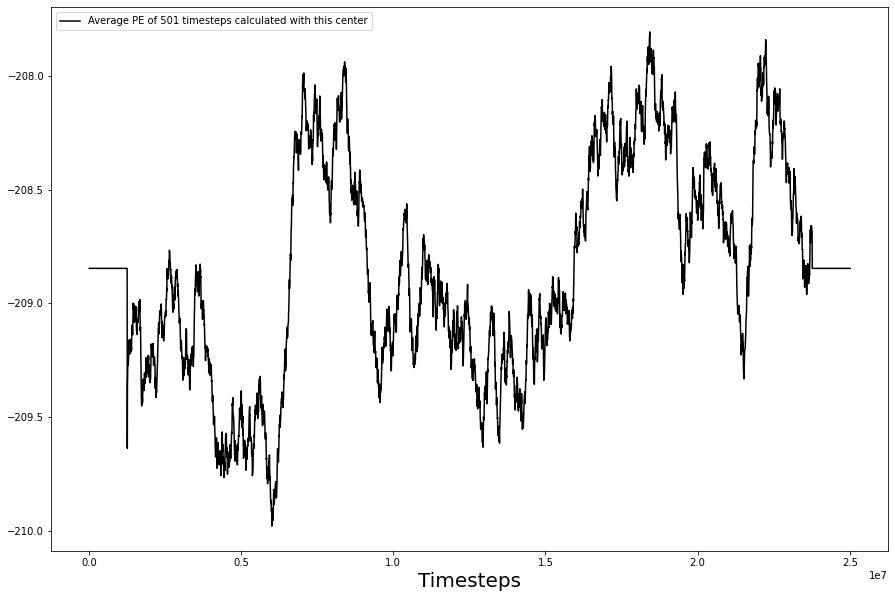 Average PE of 501 timesteps calculated with this center
−208.0
−208.5
−209.0
−209.5
−210.0
0.0 0.5 1.0 1.5 2.0 2.5
1e7
Timesteps